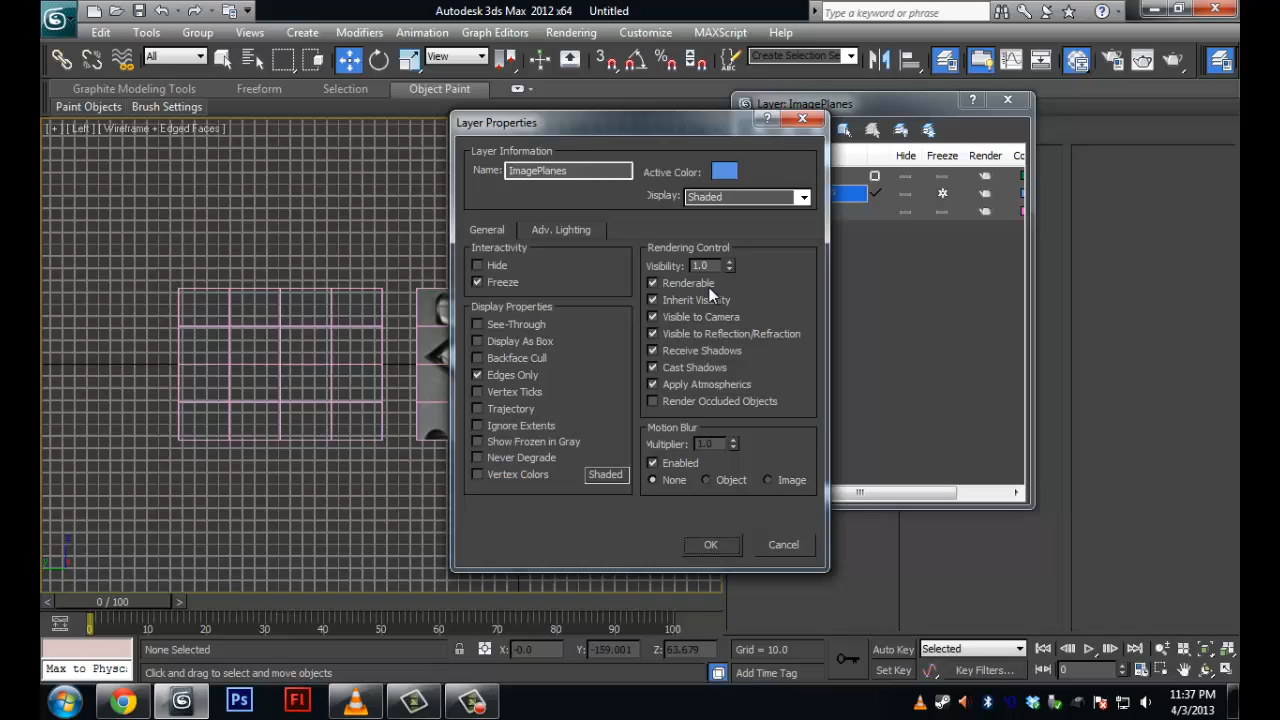 Autodesk 3ds Max 2012 x64 Untitled
Type a keyword or phrase
Edit Tools Group Views Create Modifiers Animation Graph Editors Rendering Customize MAXScript Help
All
View
Create Selection Se
Graphite Modeling Tools Freeform Selection Object Paint
Paint Objects Brush Settings
[ + ] [ Left ] [ Wireframe + Edged Faces ]
Layer: ImagePlanes
Hide Freeze Render Co
Layer Properties
Layer Information
Name: ImagePlanes
Active Color:
Display: Shaded
General Adv. Lighting
Interactivity
Hide
Freeze
Display Properties
See-Through
Display As Box
Backface Cull
Edges Only
Vertex Ticks
Trajectory
Ignore Extents
Show Frozen in Gray
Never Degrade
Vertex Colors Shaded
Rendering Control
Visibility: 1.0
Renderable
Inherit Visibility
Visible to Camera
Visible to Reflection/Refraction
Receive Shadows
Cast Shadows
Apply Atmospherics
Render Occluded Objects
Motion Blur
Multiplier: 1.0
Enabled
None Object Image
OK Cancel
< 0 / 100 >
0 10 20 30 40 50 60 70 80 90 100
None Selected X: -0.0 Y: -159.001 Z: 63.679 Grid = 10.0 Auto Key Selected
Max to Physc. Click and drag to select and move objects Add Time Tag Set Key Key Filters... 0
Ps Fl
11:37 PM
4/3/2013